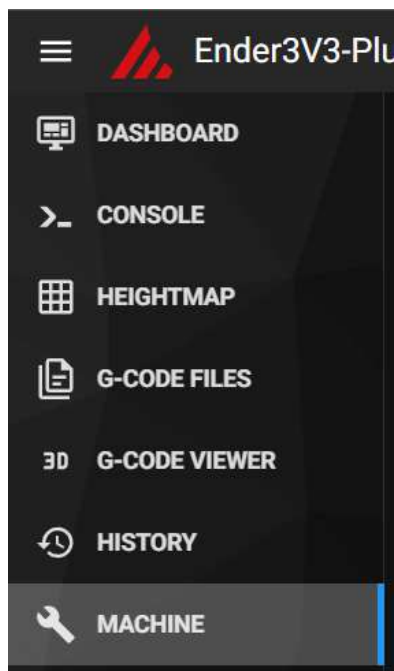 Ender3V3-Plu
DASHBOARD
CONSOLE
HEIGHTMAP
G-CODE FILES
3D G-CODE VIEWER
HISTORY
MACHINE